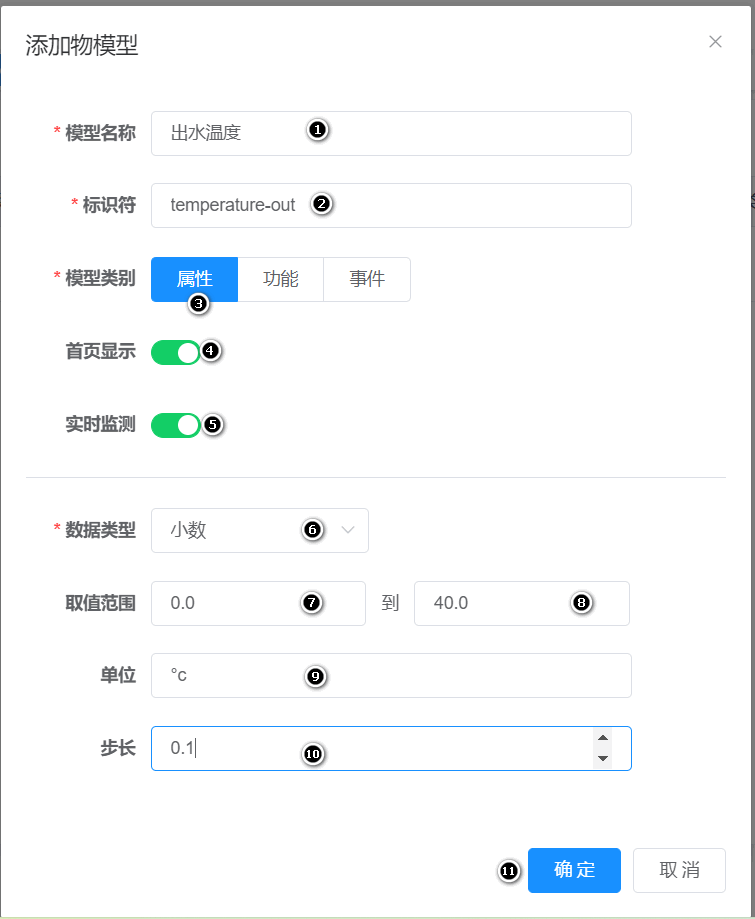 添加物模型
* 模型名称 出水温度 1
* 标识符 temperature-out 2
* 模型类别 属性 功能 事件
3
首页显示 4
实时监测 5
* 数据类型 小数 6
取值范围 0.0 7 到 40.0 8
单位 °c 9
步长 0.1 10
11 确定 取消